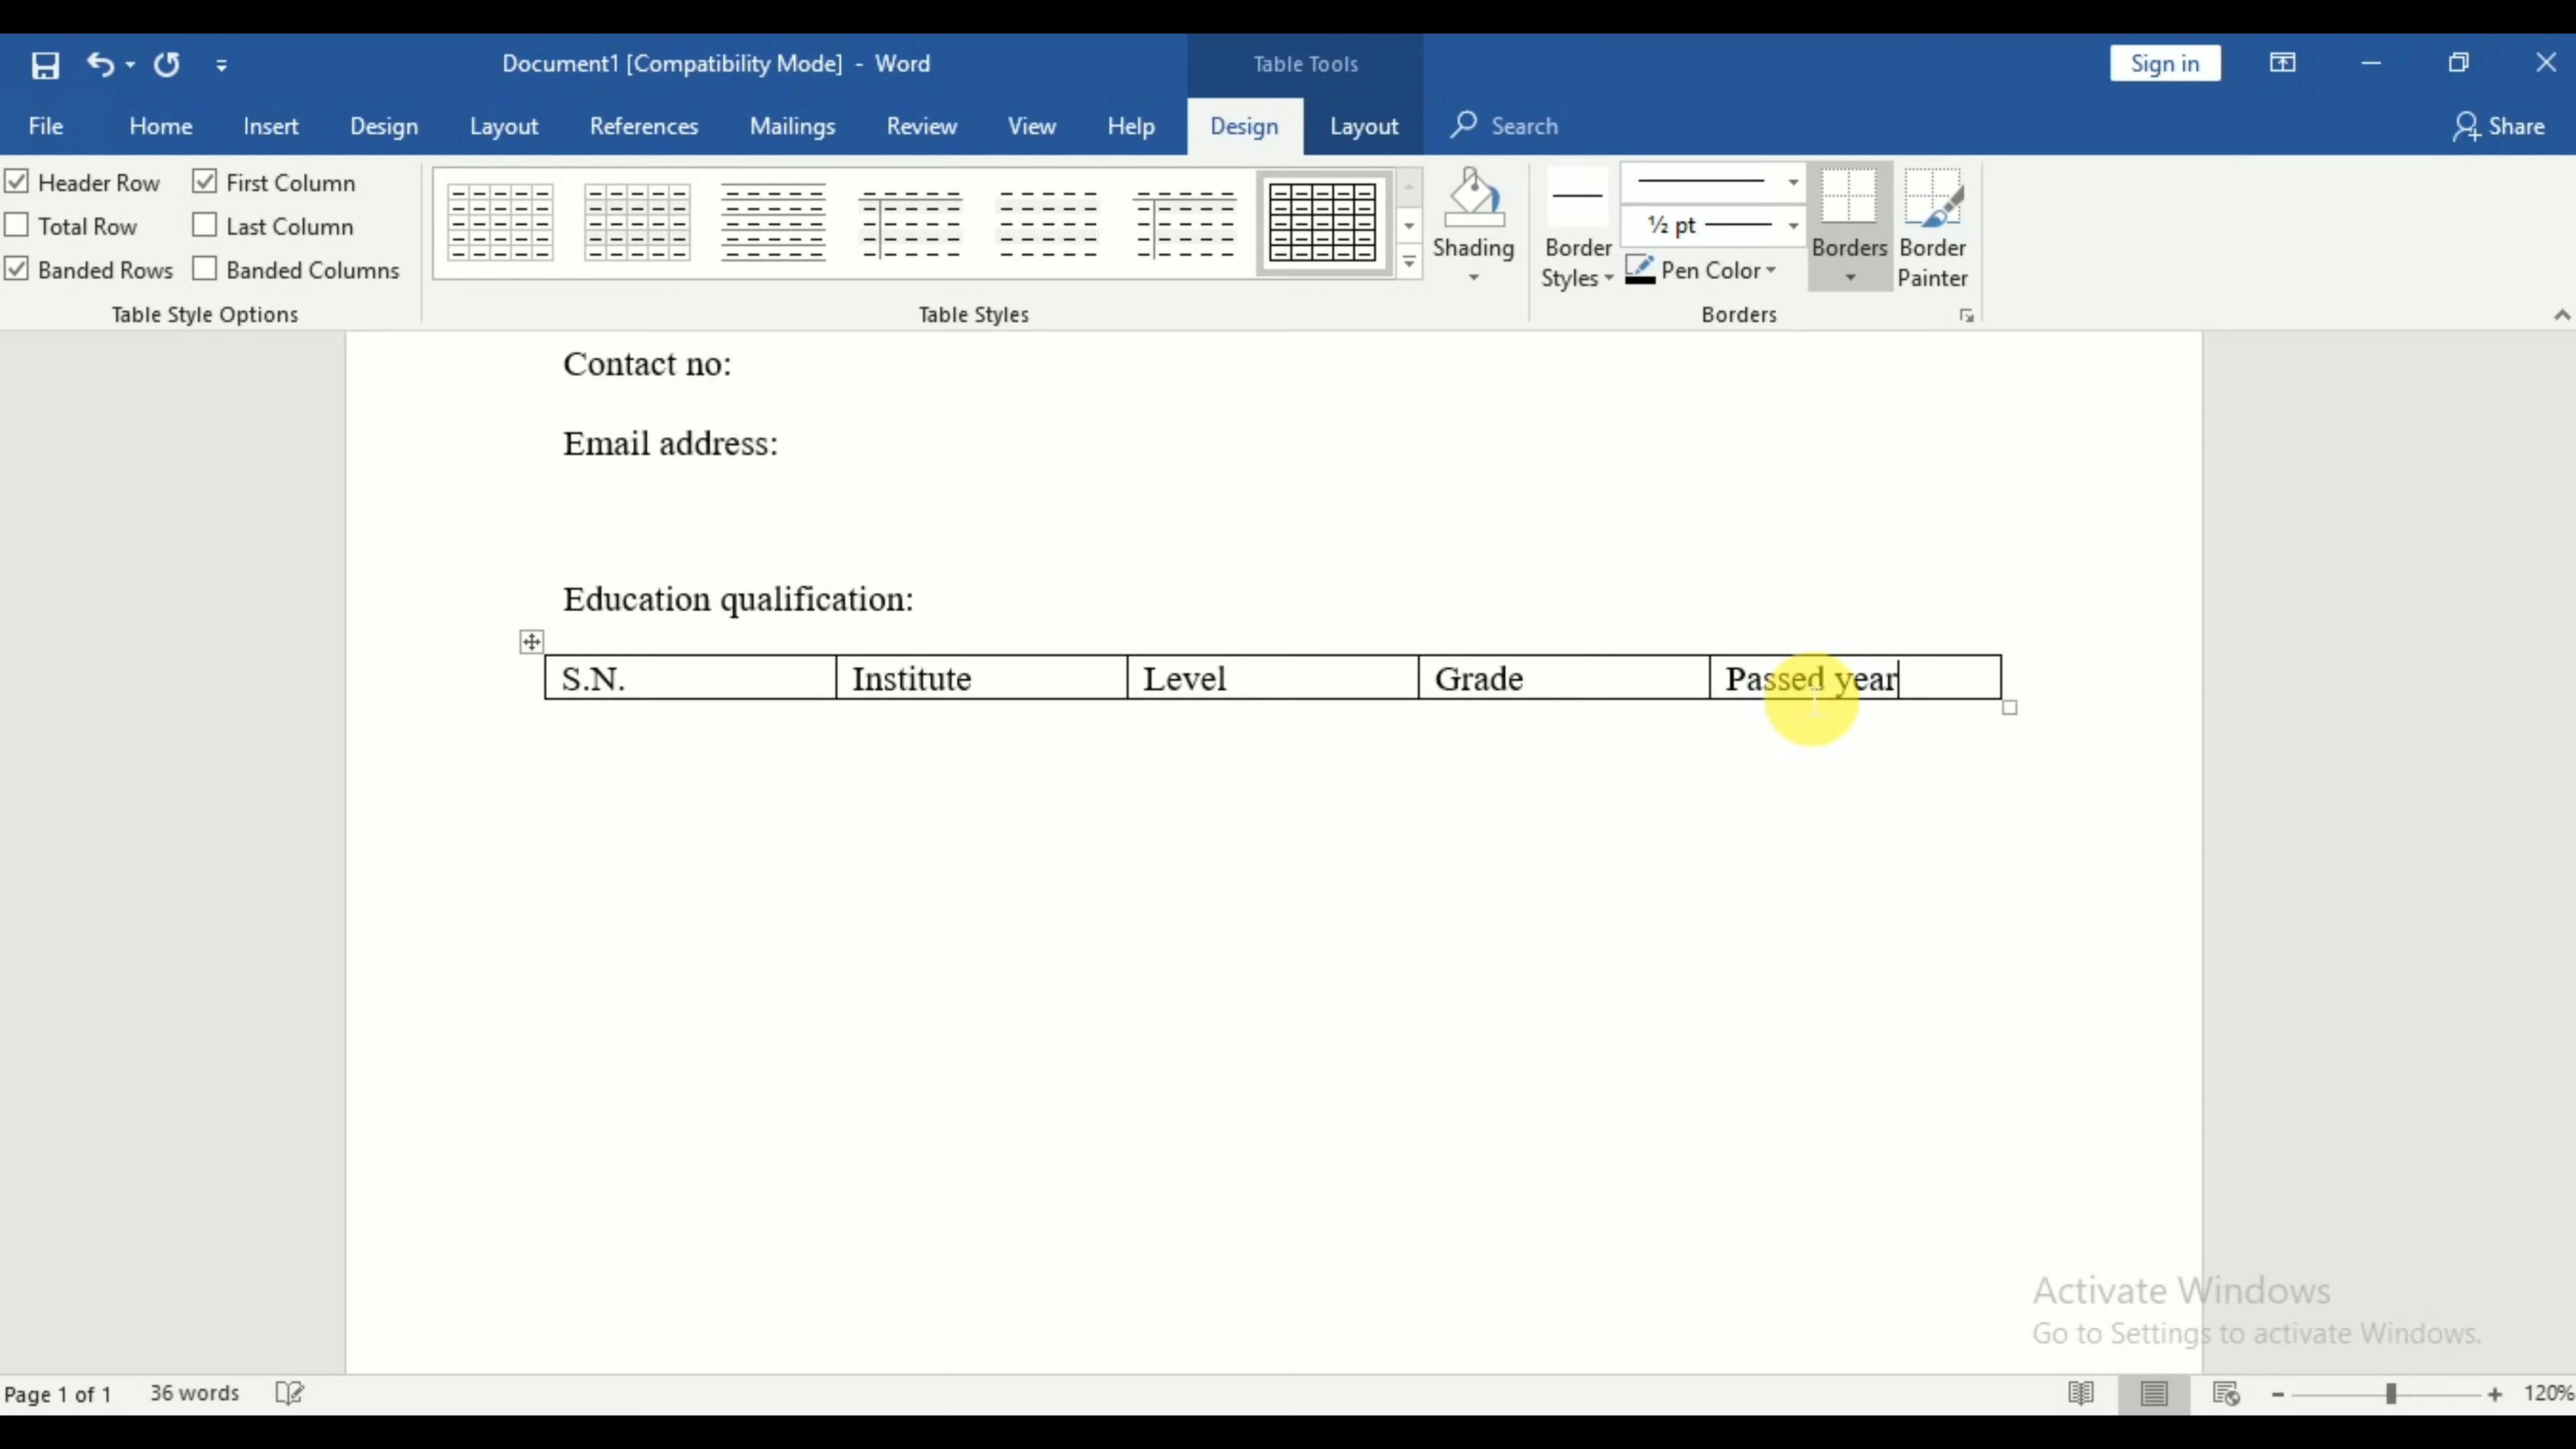 Document1 [Compatibility Mode] - Word
Table Tools
Sign in
File Home Insert Design Layout References Mailings Review View Help Design Layout Search Share
Header Row First Column
Total Row Last Column
Banded Rows Banded Columns
Table Style Options
Table Styles
Shading
Border Styles
½ pt
Pen Color
Borders
Border Painter
Borders
Contact no:
Email address:
Education qualification:
S.N. Institute Level Grade Passed year
Activate Windows
Go to Settings to activate Windows.
Page 1 of 1 36 words 120%